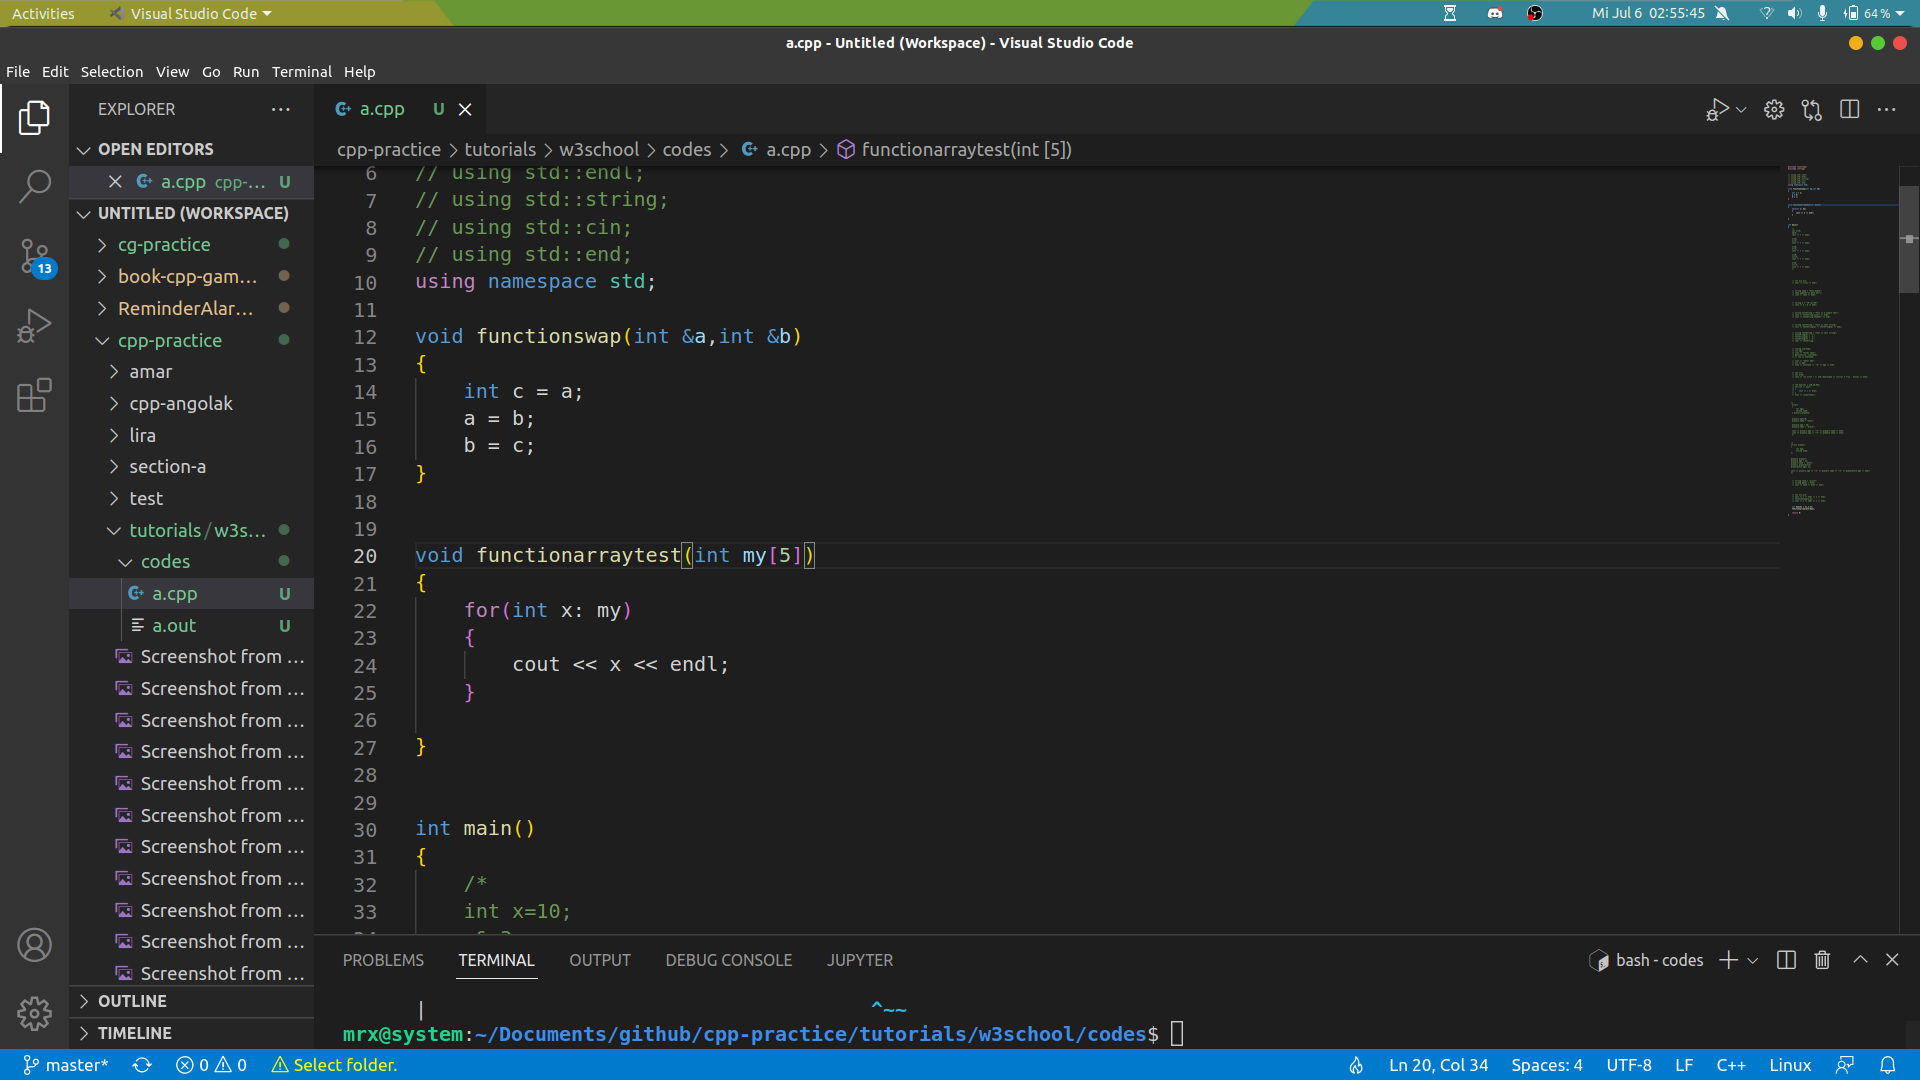 Activities Visual Studio Code Mi Jul 6 02:55:45 64 %
a.cpp - Untitled (Workspace) - Visual Studio Code
File Edit Selection View Go Run Terminal Help
EXPLORER
OPEN EDITORS
a.cpp cpp-... U
UNTITLED (WORKSPACE)
cg-practice
book-cpp-gam...
ReminderAlar...
cpp-practice
amar
cpp-angolak
lira
section-a
test
tutorials/w3s...
codes
a.cpp U
a.out U
Screenshot from ...
Screenshot from ...
Screenshot from ...
Screenshot from ...
Screenshot from ...
Screenshot from ...
Screenshot from ...
Screenshot from ...
Screenshot from ...
Screenshot from ...
Screenshot from ...
OUTLINE
TIMELINE
13
a.cpp U
cpp-practice > tutorials > w3school > codes > a.cpp > functionarraytest(int [5])
6 // using std::endl;
7 // using std::string;
8 // using std::cin;
9 // using std::end;
10 using namespace std;
11
12 void functionswap(int &a,int &b)
13 {
14 int c = a;
15 a = b;
16 b = c;
17 }
18
19
20 void functionarraytest(int my[5])
21 {
22 for(int x: my)
23 {
24 cout << x << endl;
25 }
26
27 }
28
29
30 int main()
31 {
32 /*
33 int x=10;
PROBLEMS TERMINAL OUTPUT DEBUG CONSOLE JUPYTER bash - codes
| ^~~
mrx@system:~/Documents/github/cpp-practice/tutorials/w3school/codes$
master* 0 0 Select folder. Ln 20, Col 34 Spaces: 4 UTF-8 LF C++ Linux